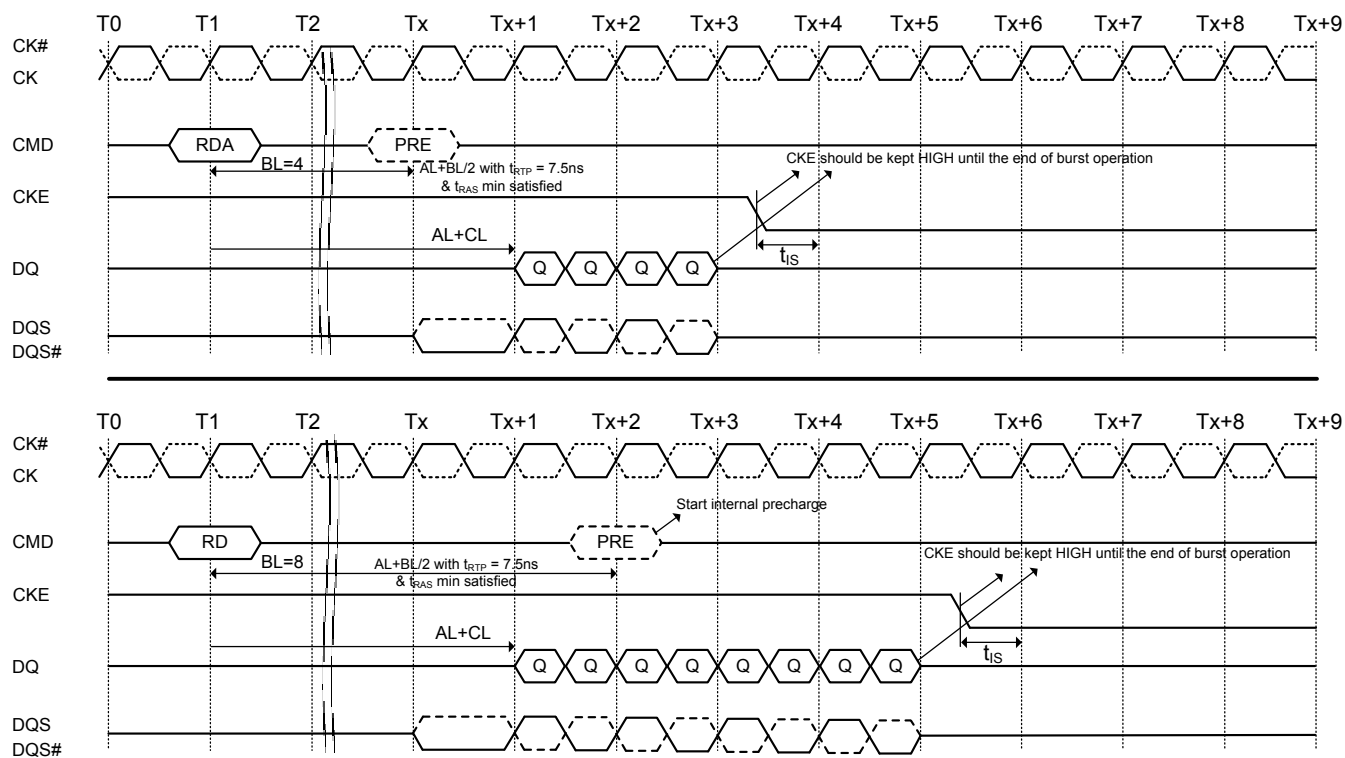 T0 T1 T2 Tx Tx+1 Tx+2 Tx+3 Tx+4 Tx+5 Tx+6 Tx+7 Tx+8 Tx+9
CK#
CK
CMD RDA PRE
BL=4 AL+BL/2 with tRTP = 7.5ns
& tRAS min satisfied
CKE should be kept HIGH until the end of burst operation
CKE
AL+CL
tIS
DQ Q Q Q Q
DQS
DQS#
T0 T1 T2 Tx Tx+1 Tx+2 Tx+3 Tx+4 Tx+5 Tx+6 Tx+7 Tx+8 Tx+9
CK#
CK
Start internal precharge
CMD RD PRE
BL=8 AL+BL/2 with tRTP = 7.5ns
& tRAS min satisfied
CKE should be kept HIGH until the end of burst operation
CKE
AL+CL
tIS
DQ Q Q Q Q Q Q Q Q
DQS
DQS#